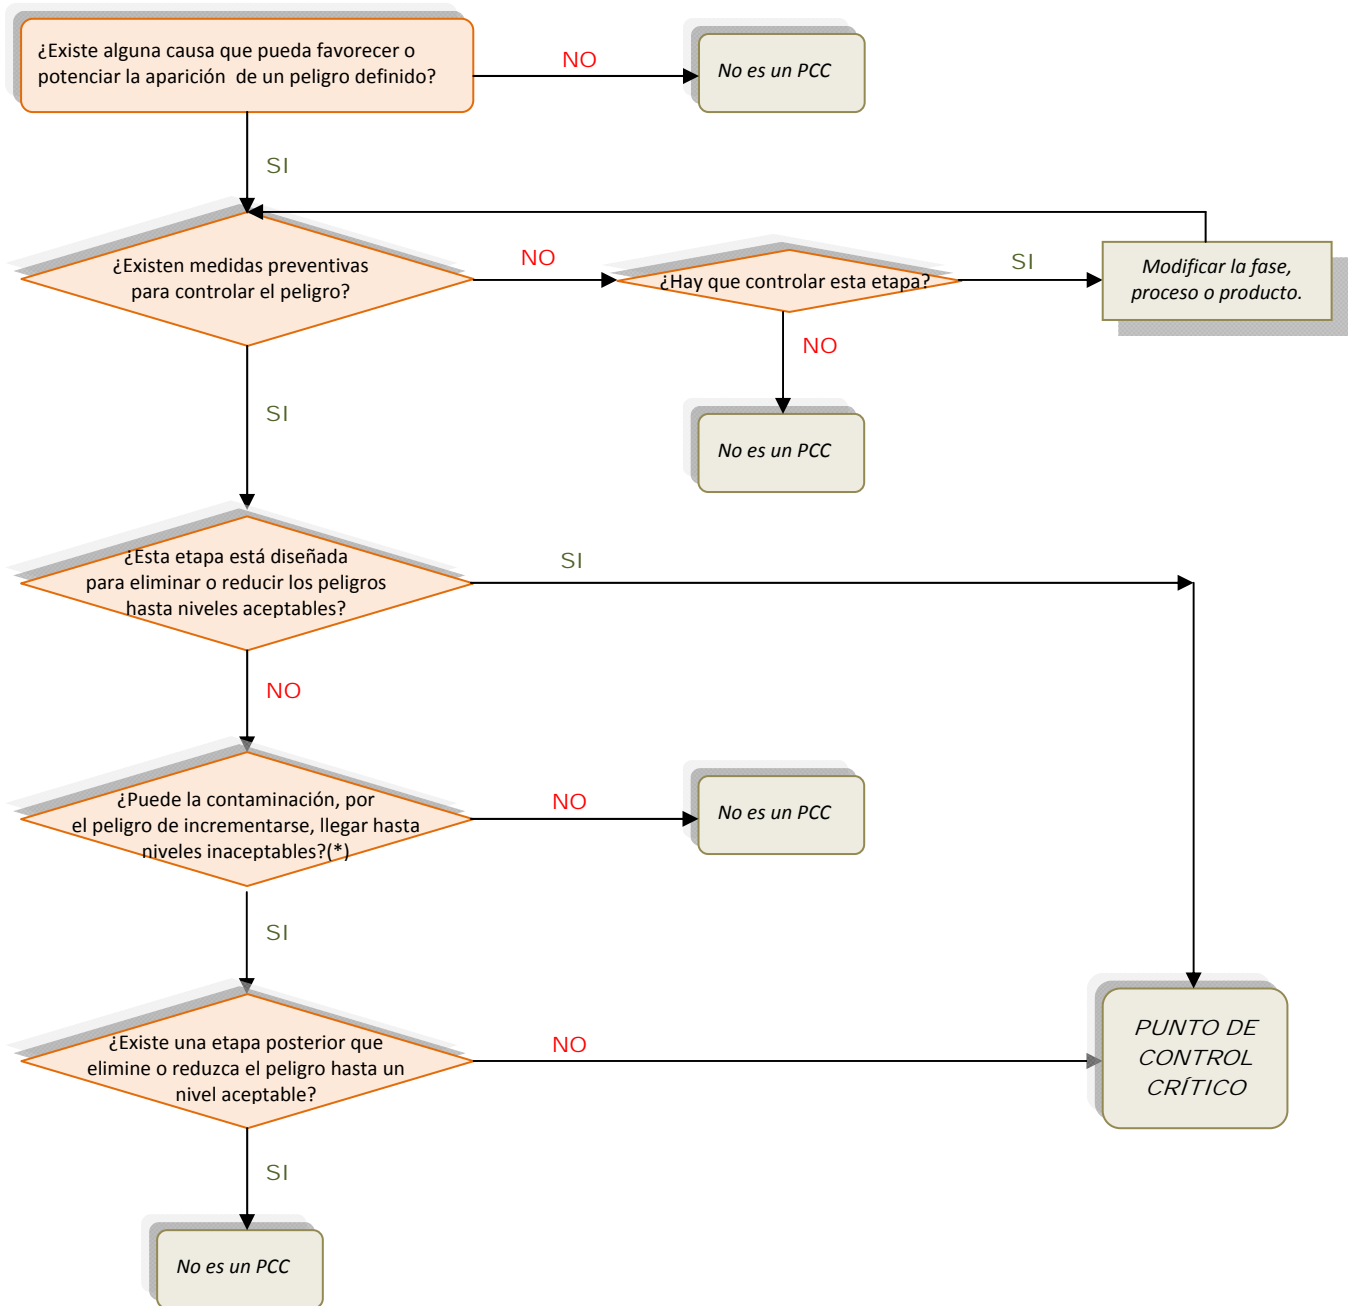 ¿Existe alguna causa que pueda favorecer o
potenciar la aparición de un peligro definido?
NO
No es un PCC
SI
¿Existen medidas preventivas
para controlar el peligro?
NO
¿Hay que controlar esta etapa?
SI
Modificar la fase,
proceso o producto.
NO
SI
No es un PCC
¿Esta etapa está diseñada
para eliminar o reducir los peligros
hasta niveles aceptables?
SI
NO
¿Puede la contaminación, por
el peligro de incrementarse, llegar hasta
niveles inaceptables?(*)
NO
No es un PCC
SI
¿Existe una etapa posterior que
elimine o reduzca el peligro hasta un
nivel aceptable?
NO
PUNTO DE
CONTROL
CRÍTICO
SI
No es un PCC